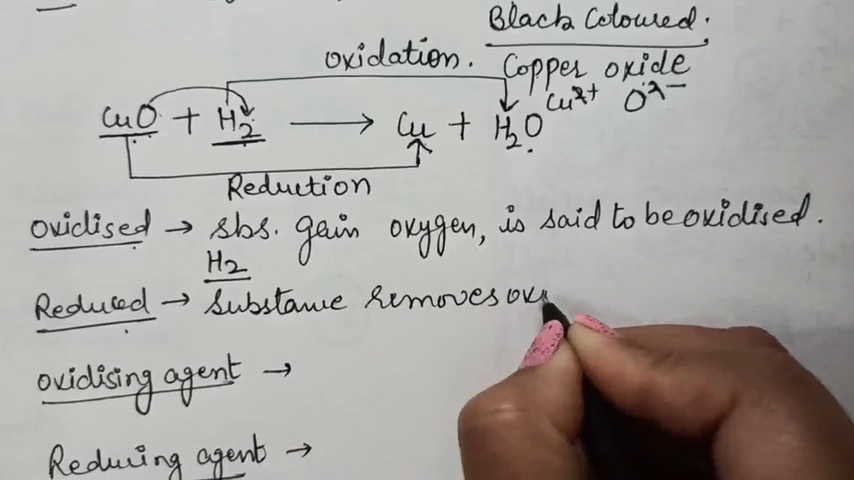 Black Coloured.
oxidation. Copper oxide
Cu²⁺ O²⁻
CuO + H₂ → Cu + H₂O
Reduction
oxidised → sbs. gain oxygen, is said to be oxidised.
H₂
Reduced → Substance removes ox
oxidising agent →
Reducing agent →